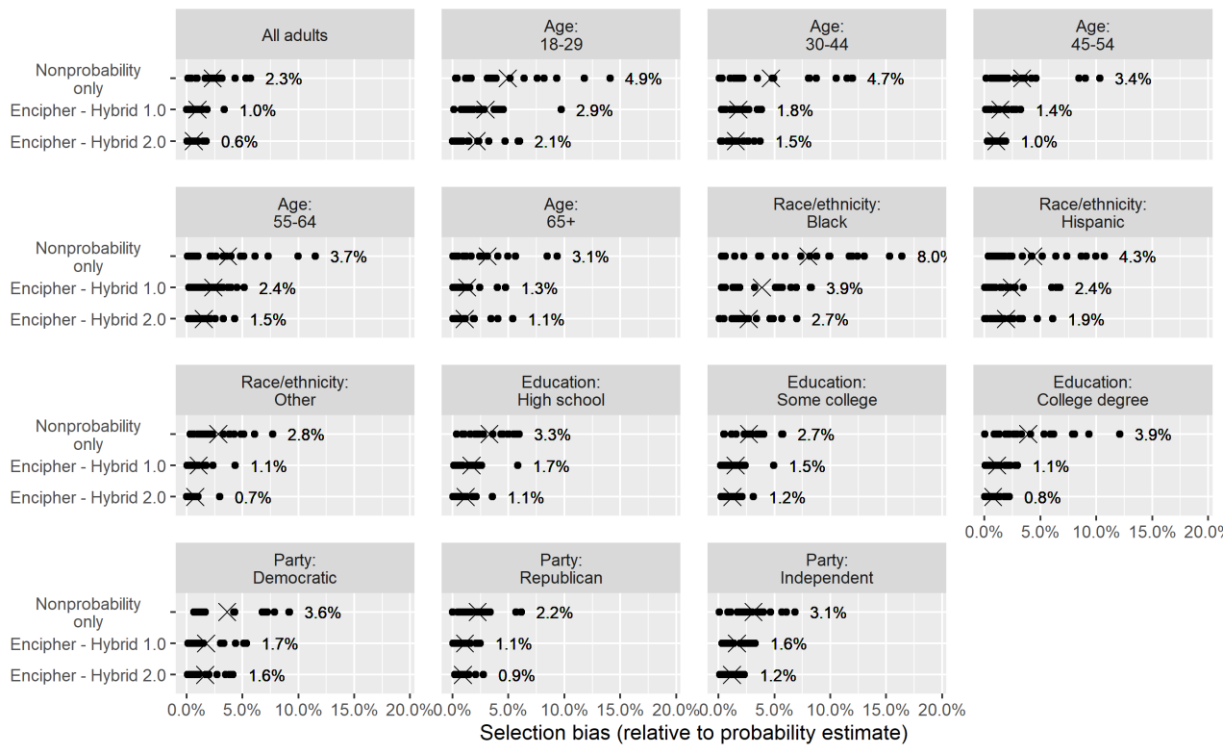 All adults
Age:
18-29
Age:
30-44
Age:
45-54
Nonprobability
only
2.3%
4.9%
4.7%
3.4%
Encipher - Hybrid 1.0
1.0%
2.9%
1.8%
1.4%
Encipher - Hybrid 2.0
0.6%
2.1%
1.5%
1.0%
Age:
55-64
Age:
65+
Race/ethnicity:
Black
Race/ethnicity:
Hispanic
Nonprobability
only
3.7%
3.1%
8.0%
4.3%
Encipher - Hybrid 1.0
2.4%
1.3%
3.9%
2.4%
Encipher - Hybrid 2.0
1.5%
1.1%
2.7%
1.9%
Race/ethnicity:
Other
Education:
High school
Education:
Some college
Education:
College degree
Nonprobability
only
2.8%
3.3%
2.7%
3.9%
Encipher - Hybrid 1.0
1.1%
1.7%
1.5%
1.1%
Encipher - Hybrid 2.0
0.7%
1.1%
1.2%
0.8%
0.0% 5.0% 10.0% 15.0% 20.0%
Party:
Democratic
Party:
Republican
Party:
Independent
Nonprobability
only
3.6%
2.2%
3.1%
Encipher - Hybrid 1.0
1.7%
1.1%
1.6%
Encipher - Hybrid 2.0
1.6%
0.9%
1.2%
0.0% 5.0% 10.0% 15.0% 20.0%0.0% 5.0% 10.0% 15.0% 20.0%0.0% 5.0% 10.0% 15.0% 20.0%
Selection bias (relative to probability estimate)